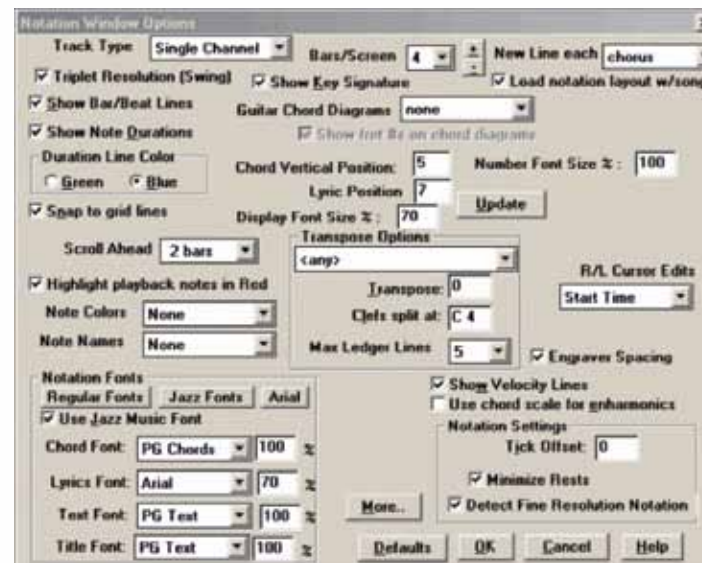 Notation Window Options
Track Type Single Channel Bars/Screen 4 New Line each chorus
Triplet Resolution (Swing) Show Key Signature Load notation layout w/song
Show Bar/Beat Lines Guitar Chord Diagrams none
Show Note Durations Show fret #s on chord diagrams
Duration Line Color
Green Blue
Chord Vertical Position: 5 Number Font Size % : 100
Lyric Position 7 Update
Snap to grid lines Display Font Size % : 70
Scroll Ahead 2 bars Transpose Options
<any>
Highlight playback notes in Red Transpose: 0 R/L Cursor Edits
Note Colors None Clefs split at: C 4 Start Time
Note Names None Max Ledger Lines 5 Engraver Spacing
Notation Fonts Show Velocity Lines
Regular Fonts Jazz Fonts Arial Use chord scale for enharmonics
Use Jazz Music Font Notation Settings
Chord Font: PG Chords 100 % Tick Offset: 0
Lyrics Font: Arial 70 % Minimize Rests
Text Font: PG Text 100 % More.. Detect Fine Resolution Notation
Title Font: PG Text 100 % Defaults OK Cancel Help